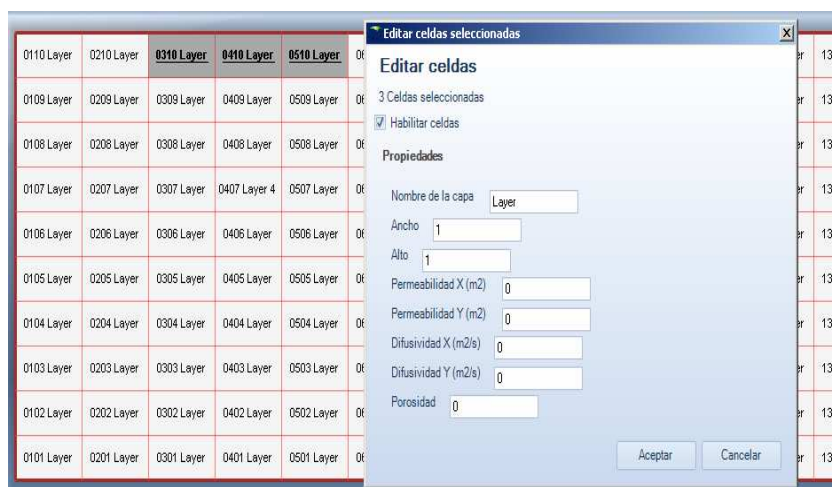 0110 Layer 0210 Layer 0310 Layer 0410 Layer 0510 Layer
0109 Layer 0209 Layer 0309 Layer 0409 Layer 0509 Layer
0108 Layer 0208 Layer 0308 Layer 0408 Layer 0508 Layer
0107 Layer 0207 Layer 0307 Layer 0407 Layer 4 0507 Layer
0106 Layer 0206 Layer 0306 Layer 0406 Layer 0506 Layer
0105 Layer 0205 Layer 0305 Layer 0405 Layer 0505 Layer
0104 Layer 0204 Layer 0304 Layer 0404 Layer 0504 Layer
0103 Layer 0203 Layer 0303 Layer 0403 Layer 0503 Layer
0102 Layer 0202 Layer 0302 Layer 0402 Layer 0502 Layer
0101 Layer 0201 Layer 0301 Layer 0401 Layer 0501 Layer
Editar celdas seleccionadas
Editar celdas
3 Celdas seleccionadas
Habilitar celdas
Propiedades
Nombre de la capa Layer
Ancho 1
Alto 1
Permeabilidad X (m2) 0
Permeabilidad Y (m2) 0
Difusividad X (m2/s) 0
Difusividad Y (m2/s) 0
Porosidad 0
Aceptar Cancelar